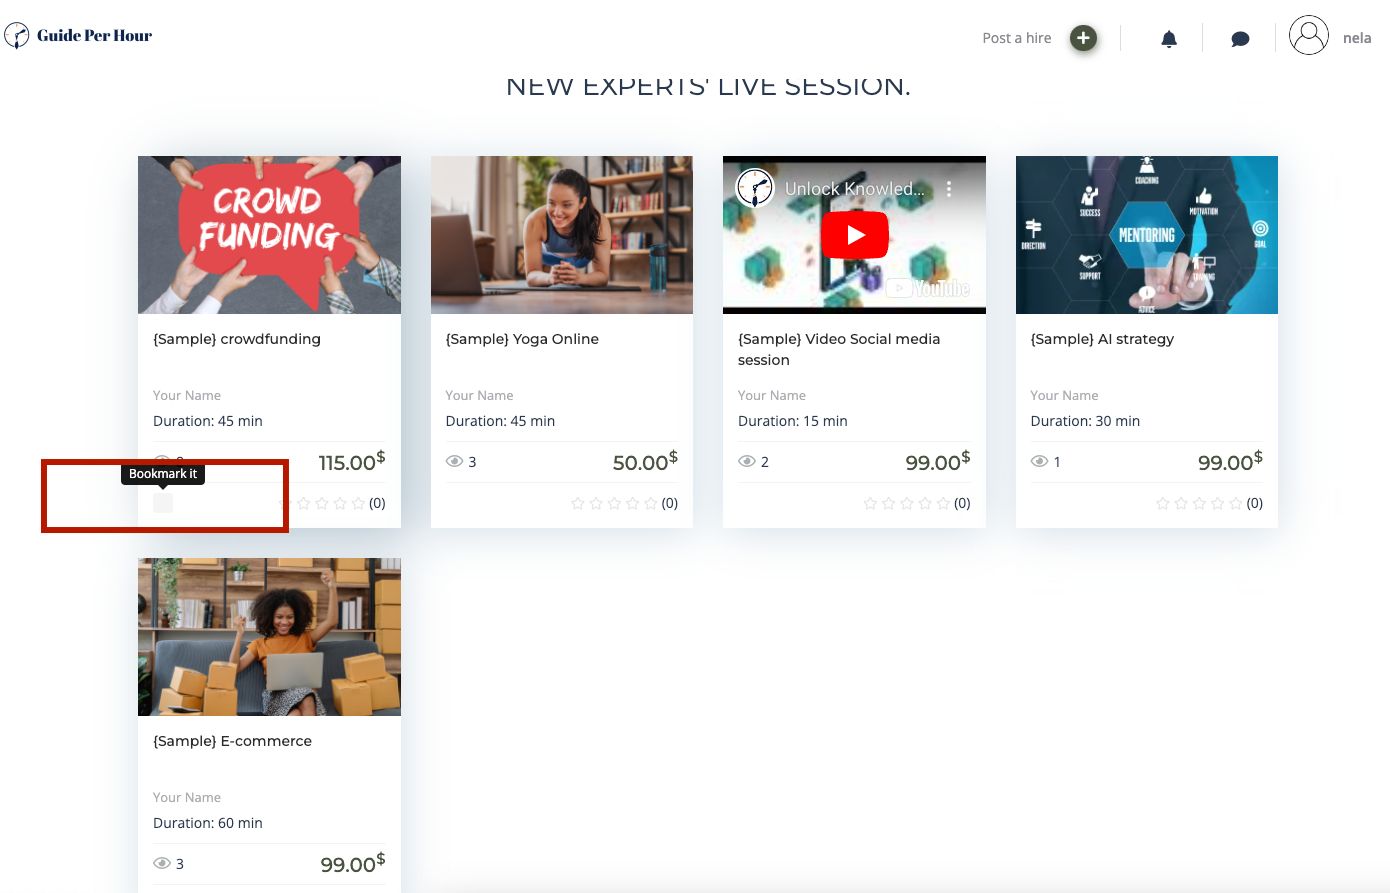 Guide Per Hour
Post a hire
nela
NEW EXPERTS' LIVE SESSION.
CROWD
FUNDING
{Sample} crowdfunding
Your Name
Duration: 45 min
115.00$
Bookmark it
(0)
{Sample} Yoga Online
Your Name
Duration: 45 min
3
50.00$
(0)
Unlock Knowled...
YouTube
{Sample} Video Social media
session
Your Name
Duration: 15 min
2
99.00$
(0)
COACHING
SUCCESS
MOTIVATION
DIRECTION
MENTORING
GOAL
SUPPORT
TRAINING
ADVICE
{Sample} AI strategy
Your Name
Duration: 30 min
1
99.00$
(0)
{Sample} E-commerce
Your Name
Duration: 60 min
3
99.00$